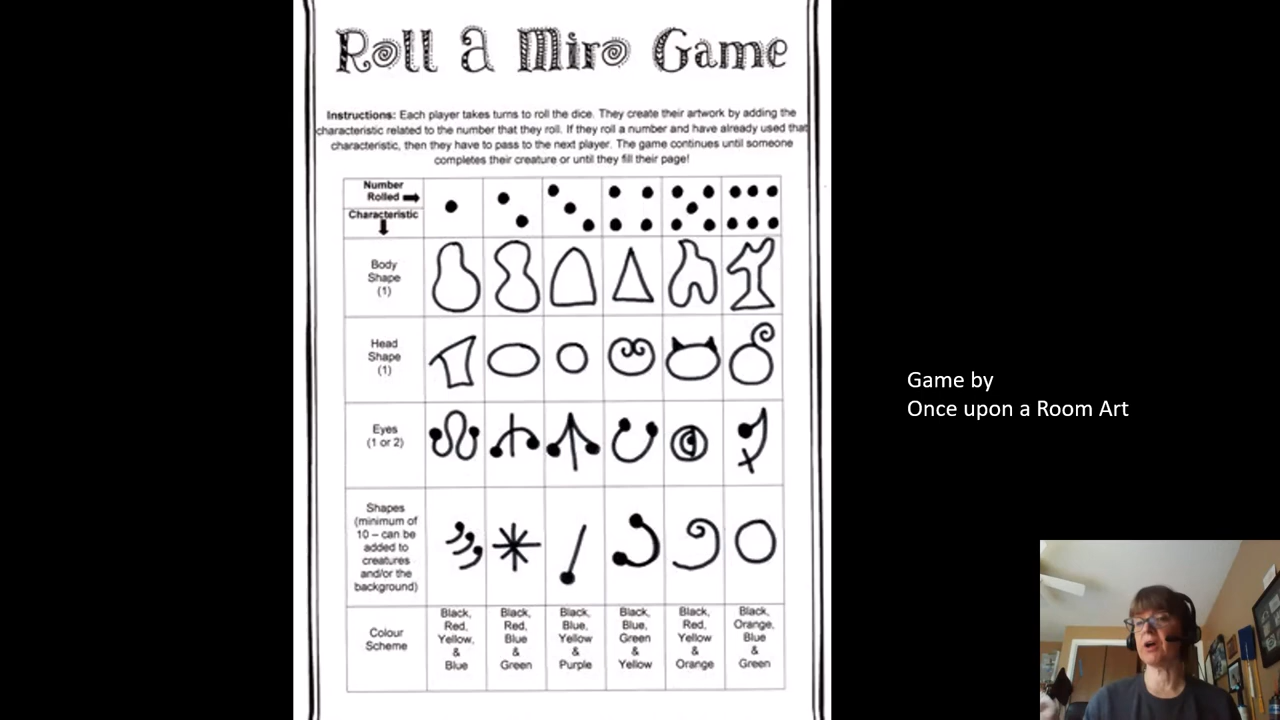 Roll A Miro Game
Instructions: Each player takes turns to roll the dice. They create their artwork by adding the
characteristic related to the number that they roll. If they roll a number and have already used that
characteristic, then they have to pass to the next player. The game continues until someone
completes their creature or until they fill their page!
Number
Rolled
Characteristic
Body
Shape
(1)
Head
Shape
(1)
Eyes
(1 or 2)
Shapes
(minimum of
10 – can be
added to
creatures
and/or the
background)
Colour
Scheme
Black,
Red,
Yellow,
&
Blue
Black,
Red,
Blue
&
Green
Black,
Blue,
Yellow
&
Purple
Black,
Blue,
Green
&
Yellow
Black,
Red,
Yellow
&
Orange
Black,
Orange,
Blue
&
Green
Game by
Once upon a Room Art